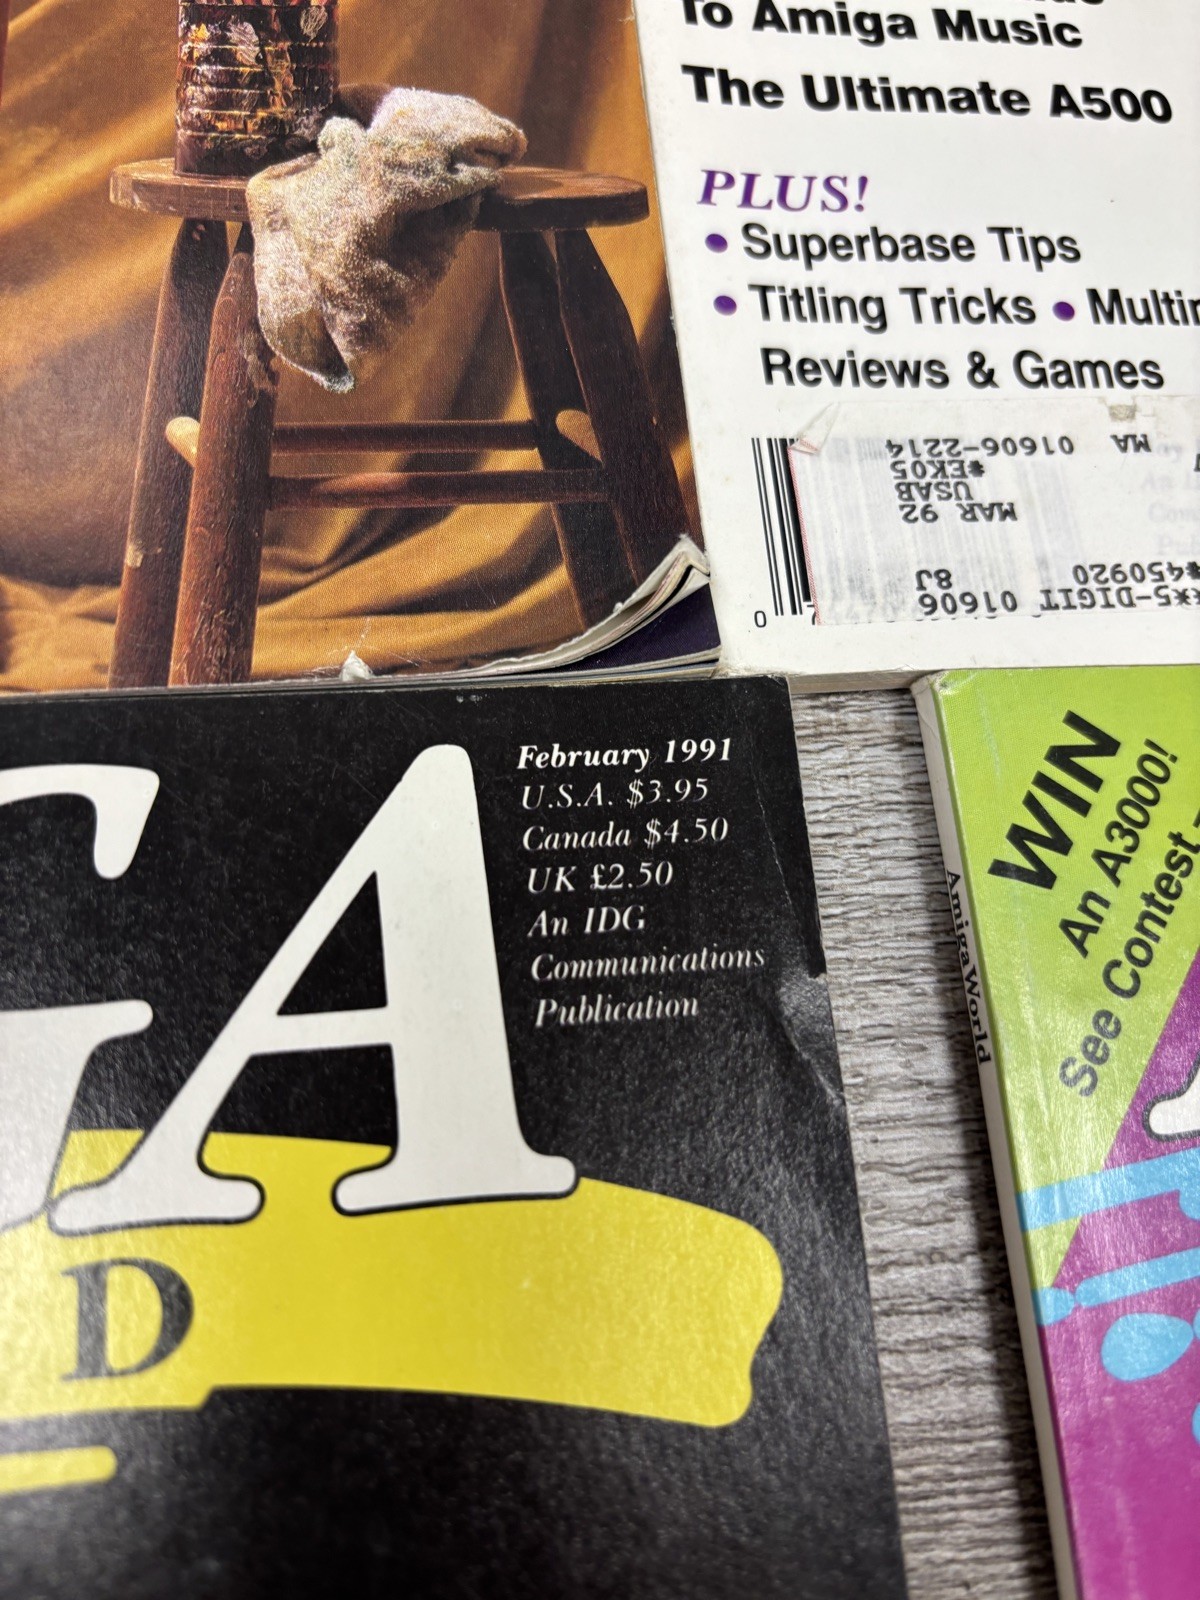 To Amiga Music
The Ultimate A500
PLUS!
• Superbase Tips
• Titling Tricks • 
Reviews & Games
MA 01606-2214
#EK05
USAB
MAR 92
#450920 8J
5-DIGIT 01606
0
GA
D
February 1991
U.S.A. $3.95
Canada $4.50
UK £2.50
An IDG
Communications
Publication
AmigaWorld
WIN
An A3000!
See Contest